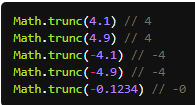 Math.trunc(4.1) // 4
Math.trunc(4.9) // 4
Math.trunc(-4.1) // -4
Math.trunc(-4.9) // -4
Math.trunc(-0.1234) // -0